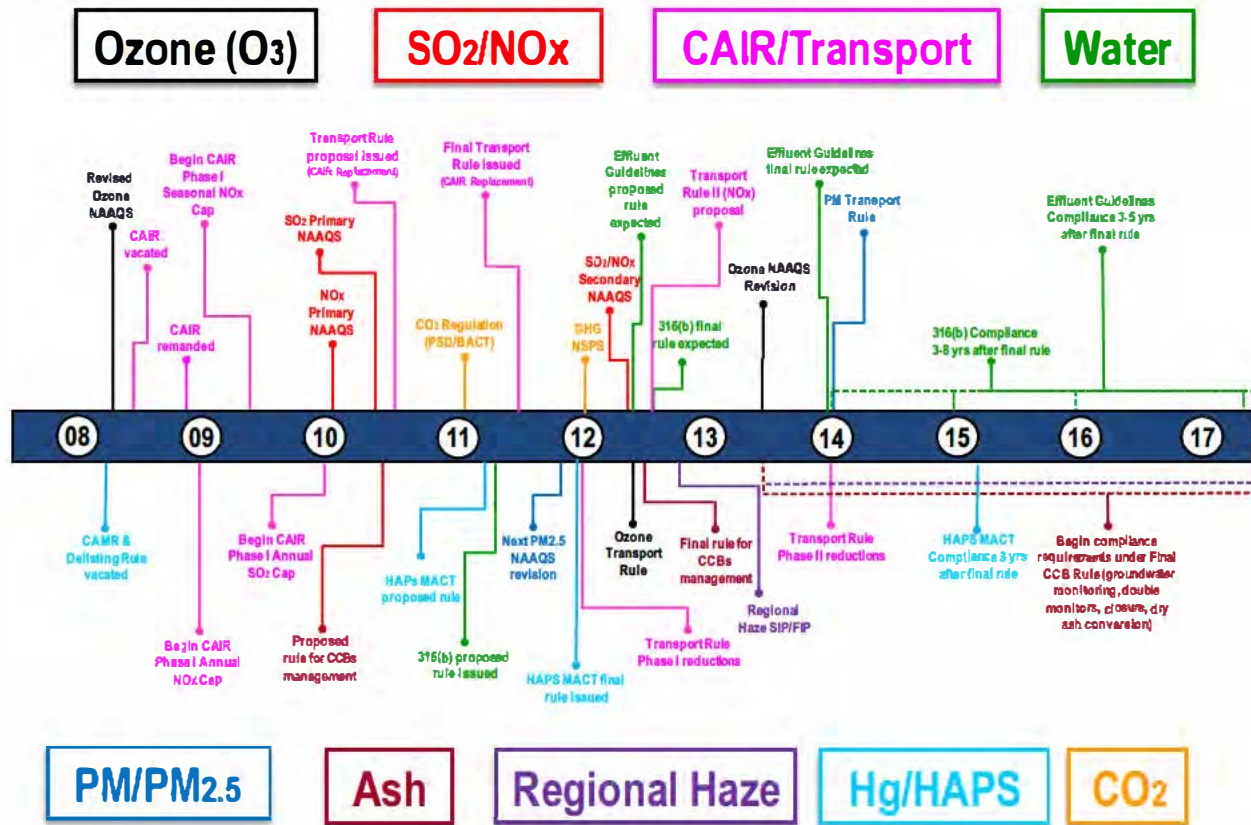 Ozone (O3)
SO2/NOx
CAIR/Transport
Water
Revised
Ozone
NAAQS
CAIR
vacated
Begin CAIR
Phase I
Seasonal NOx
Cap
CAIR
remanded
SO2 Primary
NAAQS
NOx
Primary
NAAQS
Transport Rule
proposal issued
(CAIR Replacement)
CO2 Regulation
(PSD/BACT)
Final Transport
Rule Issued
(CAIR Replacement)
GHG
NSPS
SO2/NOx
Secondary
NAAQS
Effluent
Guidelines
proposed
rule
expected
316(b) final
rule expected
Transport
Rule II (NOx)
proposal
Ozone NAAQS
Revision
Effluent Guidelines
final rule expected
PM Transport
Rule
316(b) Compliance
3-8 yrs after final rule
Effluent Guidelines
Compliance 3-5 yrs
after final rule
08 09 10 11 12 13 14 15 16 17
CAMR &
Delisting Rule
vacated
Begin CAIR
Phase I Annual
NOx Cap
Begin CAIR
Phase I Annual
SO2 Cap
Proposed
rule for CCBs
management
HAPs MACT
proposed rule
316(b) proposed
rule issued
Next PM2.5
NAAQS
revision
HAPS MACT final
rule issued
Ozone
Transport
Rule
Transport Rule
Phase I reductions
Final rule for
CCBs
management
Regional
Haze SIP/FIP
Transport Rule
Phase II reductions
HAPS MACT
Compliance 3 yrs
after final rule
Begin compliance
requirements under Final
CCB Rule (groundwater
monitoring, double
monitors, closure, dry
ash conversion)
PM/PM2.5
Ash
Regional Haze
Hg/HAPS
CO2